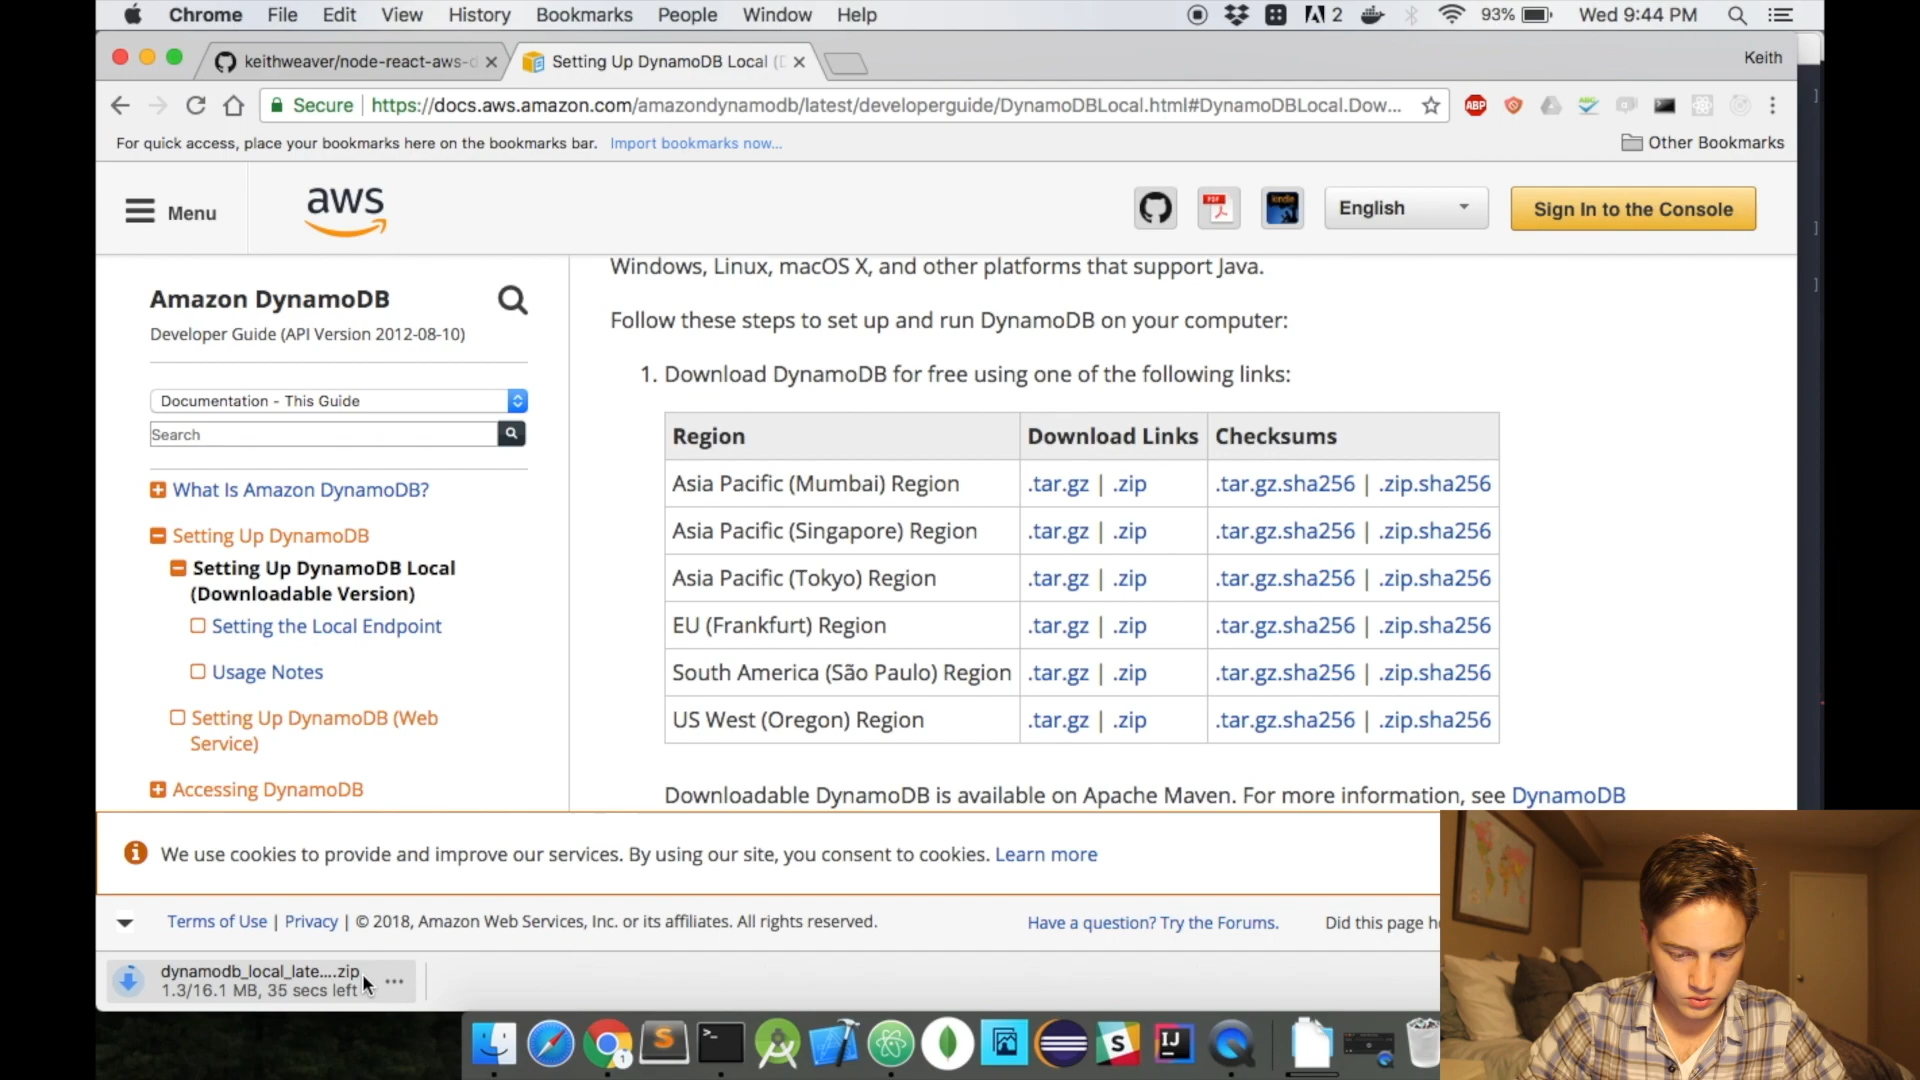 Chrome File Edit View History Bookmarks People Window Help 2 93% Wed 9:44 PM
keithweaver/node-react-aws-d Setting Up DynamoDB Local ( Keith
Secure https://docs.aws.amazon.com/amazondynamodb/latest/developerguide/DynamoDBLocal.html#DynamoDBLocal.Dow... ABP
For quick access, place your bookmarks here on the bookmarks bar. Import bookmarks now... Other Bookmarks
Menu aws PDF kindle English Sign In to the Console
Windows, Linux, macOS X, and other platforms that support Java.
Amazon DynamoDB
Developer Guide (API Version 2012-08-10)
Follow these steps to set up and run DynamoDB on your computer:
1. Download DynamoDB for free using one of the following links:
Documentation - This Guide
Search
Region Download Links Checksums
Asia Pacific (Mumbai) Region .tar.gz | .zip .tar.gz.sha256 | .zip.sha256
Asia Pacific (Singapore) Region .tar.gz | .zip .tar.gz.sha256 | .zip.sha256
Asia Pacific (Tokyo) Region .tar.gz | .zip .tar.gz.sha256 | .zip.sha256
EU (Frankfurt) Region .tar.gz | .zip .tar.gz.sha256 | .zip.sha256
South America (São Paulo) Region .tar.gz | .zip .tar.gz.sha256 | .zip.sha256
US West (Oregon) Region .tar.gz | .zip .tar.gz.sha256 | .zip.sha256
What Is Amazon DynamoDB?
Setting Up DynamoDB
Setting Up DynamoDB Local
(Downloadable Version)
Setting the Local Endpoint
Usage Notes
Setting Up DynamoDB (Web
Service)
Accessing DynamoDB
Downloadable DynamoDB is available on Apache Maven. For more information, see DynamoDB
We use cookies to provide and improve our services. By using our site, you consent to cookies. Learn more
Terms of Use | Privacy | © 2018, Amazon Web Services, Inc. or its affiliates. All rights reserved. Have a question? Try the Forums. Did this page h
dynamodb_local_late....zip
1.3/16.1 MB, 35 secs left